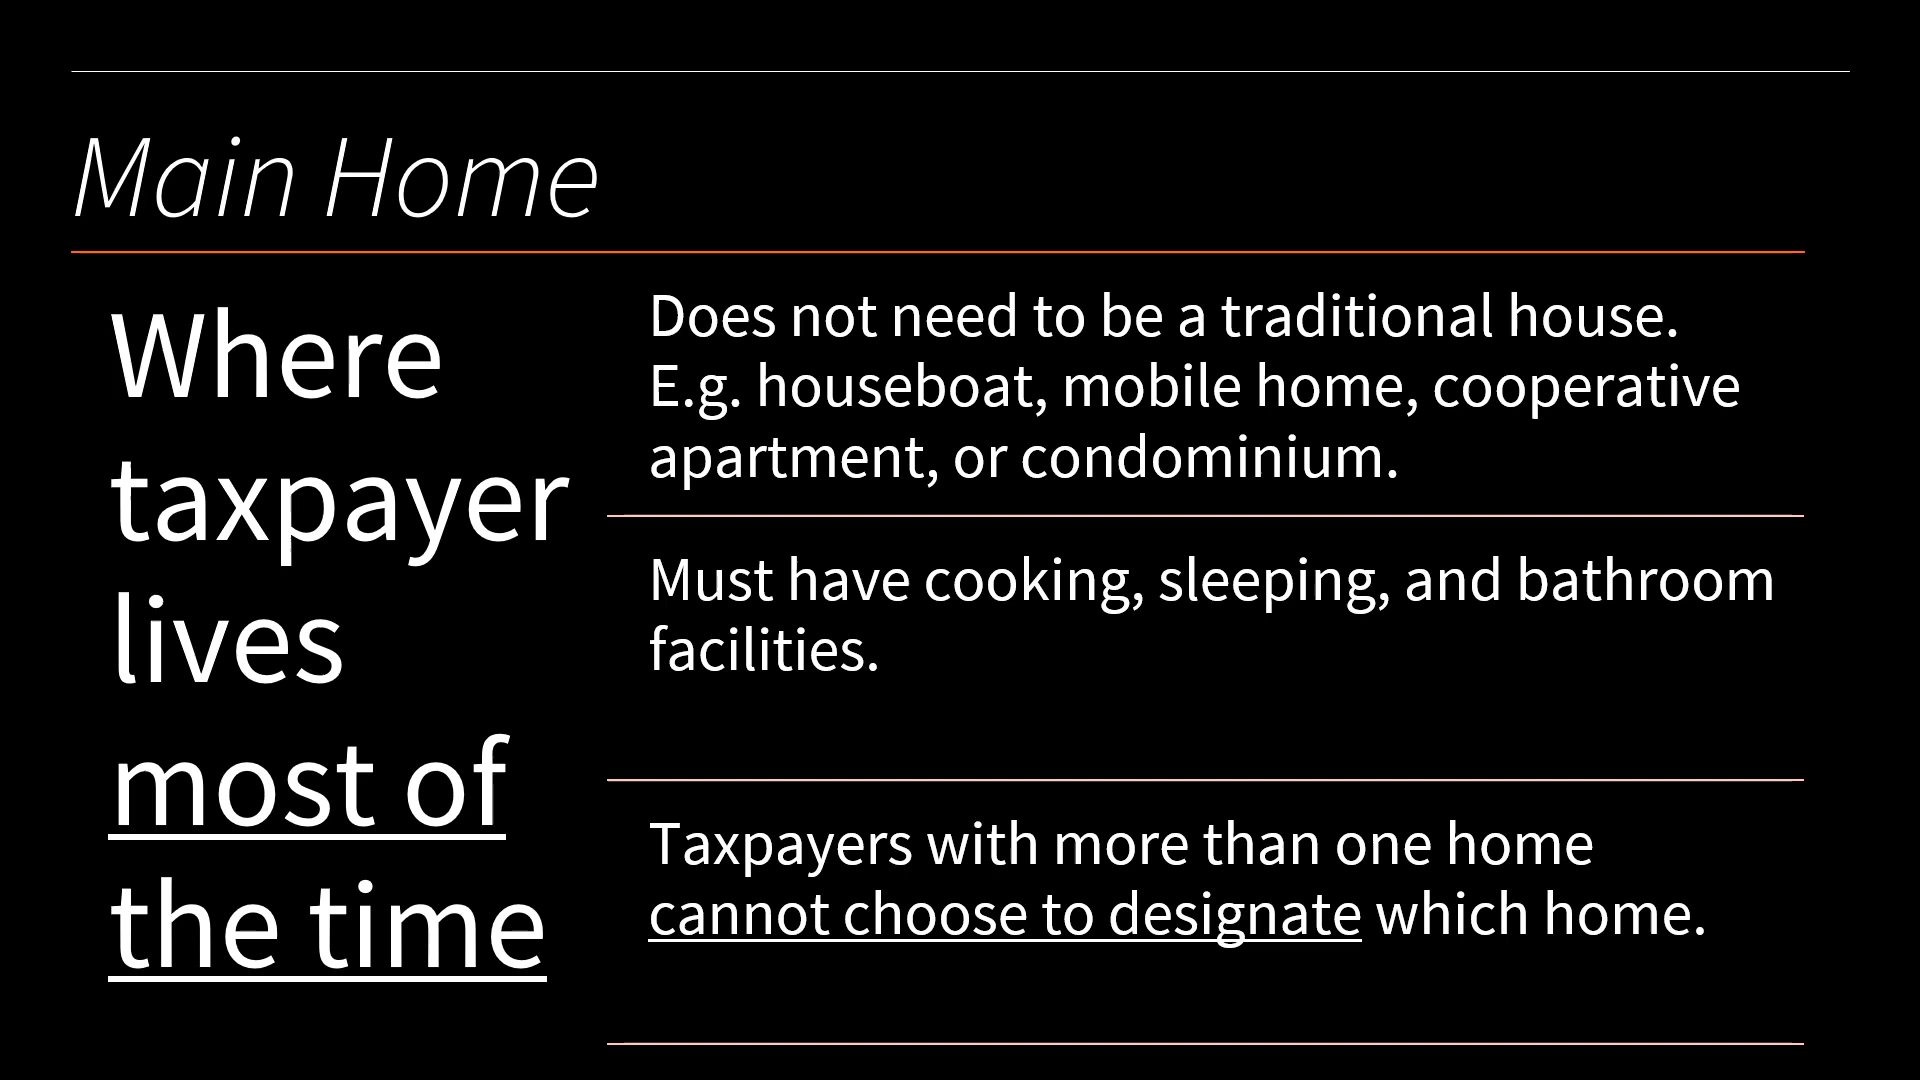 Main Home
Where
taxpayer
lives
most of
the time
Does not need to be a traditional house.
E.g. houseboat, mobile home, cooperative
apartment, or condominium.
Must have cooking, sleeping, and bathroom
facilities.
Taxpayers with more than one home
cannot choose to designate which home.